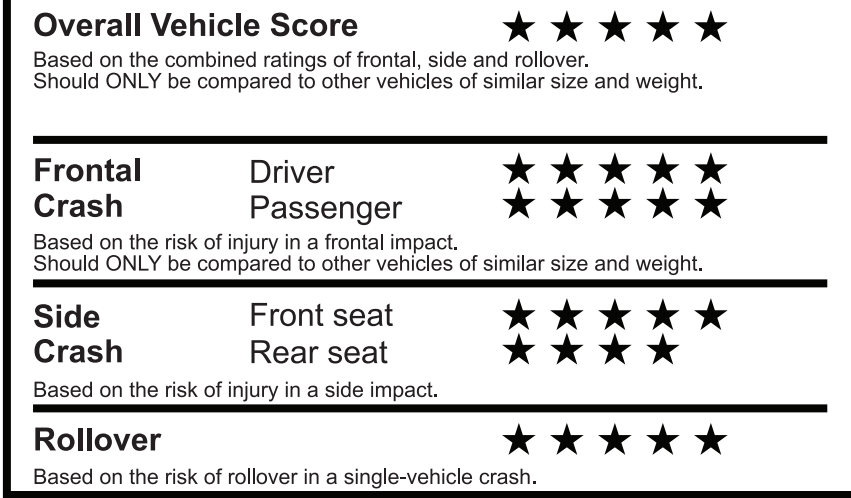 Overall Vehicle Score ★ ★ ★ ★ ★
Based on the combined ratings of frontal, side and rollover.
Should ONLY be compared to other vehicles of similar size and weight.
Frontal Driver ★ ★ ★ ★ ★
Crash Passenger ★ ★ ★ ★ ★
Based on the risk of injury in a frontal impact.
Should ONLY be compared to other vehicles of similar size and weight.
Side Front seat ★ ★ ★ ★ ★
Crash Rear seat ★ ★ ★ ★
Based on the risk of injury in a side impact.
Rollover ★ ★ ★ ★ ★
Based on the risk of rollover in a single-vehicle crash.